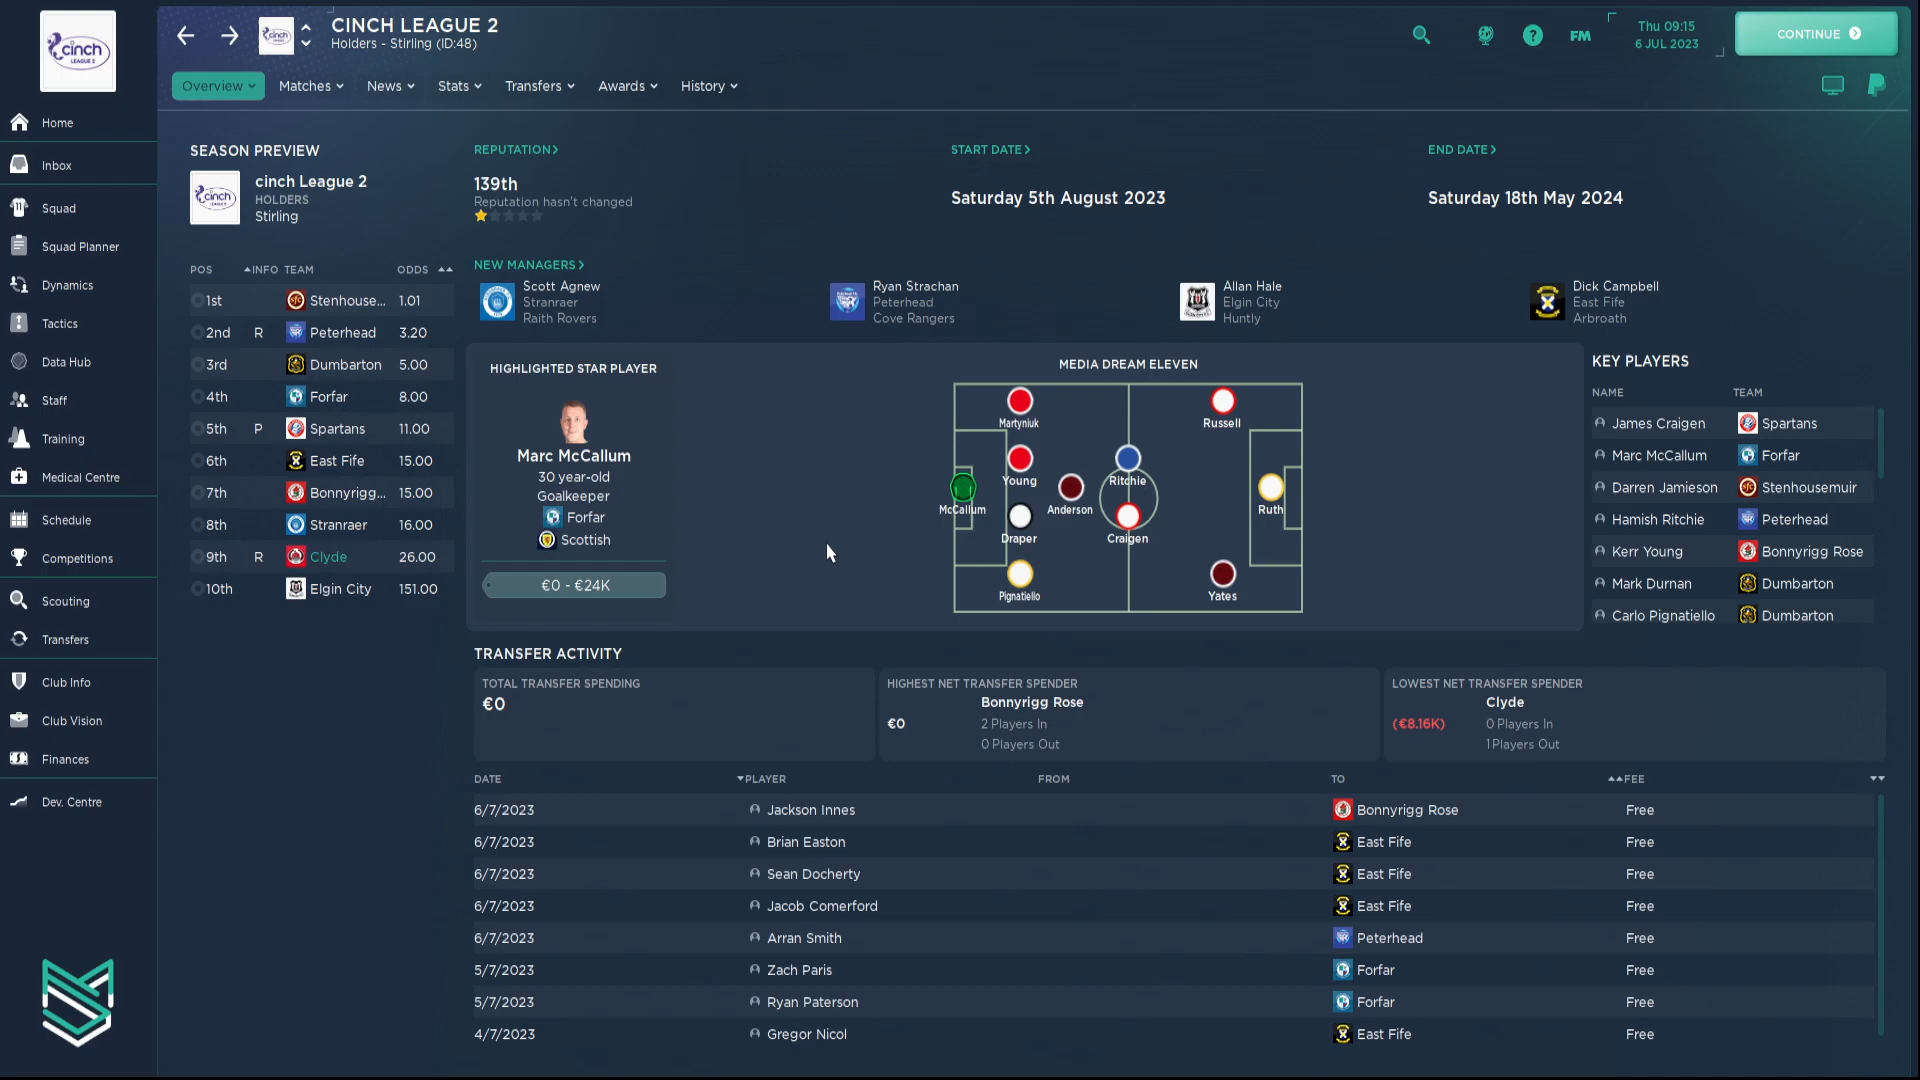 cinch
LEAGUE 2
CINCH LEAGUE 2
Holders - Stirling (ID:48)
FM
Thu 09:15
6 JUL 2023
CONTINUE
Overview
Matches
News
Stats
Transfers
Awards
History
Home
Inbox
Squad
Squad Planner
Dynamics
Tactics
Data Hub
Staff
Training
Medical Centre
Schedule
Competitions
Scouting
Transfers
Club Info
Club Vision
Finances
Dev. Centre
SEASON PREVIEW
cinch
cinch League 2
HOLDERS
Stirling
REPUTATION
139th
Reputation hasn't changed
START DATE
Saturday 5th August 2023
END DATE
Saturday 18th May 2024
POS INFO TEAM ODDS
1st Stenhouse... 1.01
2nd R Peterhead 3.20
3rd Dumbarton 5.00
4th Forfar 8.00
5th P Spartans 11.00
6th East Fife 15.00
7th Bonnyrigg... 15.00
8th Stranraer 16.00
9th R Clyde 26.00
10th Elgin City 151.00
NEW MANAGERS
Scott Agnew
Stranraer
Raith Rovers
Ryan Strachan
Peterhead
Cove Rangers
Allan Hale
Elgin City
Huntly
Dick Campbell
East Fife
Arbroath
HIGHLIGHTED STAR PLAYER
Marc McCallum
30 year-old
Goalkeeper
Forfar
Scottish
€0 - €24K
MEDIA DREAM ELEVEN
Martyniuk
Russell
Young
Ritchie
McCallum
Anderson
Ruth
Draper
Craigen
Pignatiello
Yates
KEY PLAYERS
NAME TEAM
James Craigen Spartans
Marc McCallum Forfar
Darren Jamieson Stenhousemuir
Hamish Ritchie Peterhead
Kerr Young Bonnyrigg Rose
Mark Durnan Dumbarton
Carlo Pignatiello Dumbarton
TRANSFER ACTIVITY
TOTAL TRANSFER SPENDING
€0
HIGHEST NET TRANSFER SPENDER
Bonnyrigg Rose
€0 2 Players In
0 Players Out
LOWEST NET TRANSFER SPENDER
Clyde
(€8.16K) 0 Players In
1 Players Out
DATE PLAYER FROM TO FEE
6/7/2023 Jackson Innes Bonnyrigg Rose Free
6/7/2023 Brian Easton East Fife Free
6/7/2023 Sean Docherty East Fife Free
6/7/2023 Jacob Comerford East Fife Free
6/7/2023 Arran Smith Peterhead Free
5/7/2023 Zach Paris Forfar Free
5/7/2023 Ryan Paterson Forfar Free
4/7/2023 Gregor Nicol East Fife Free